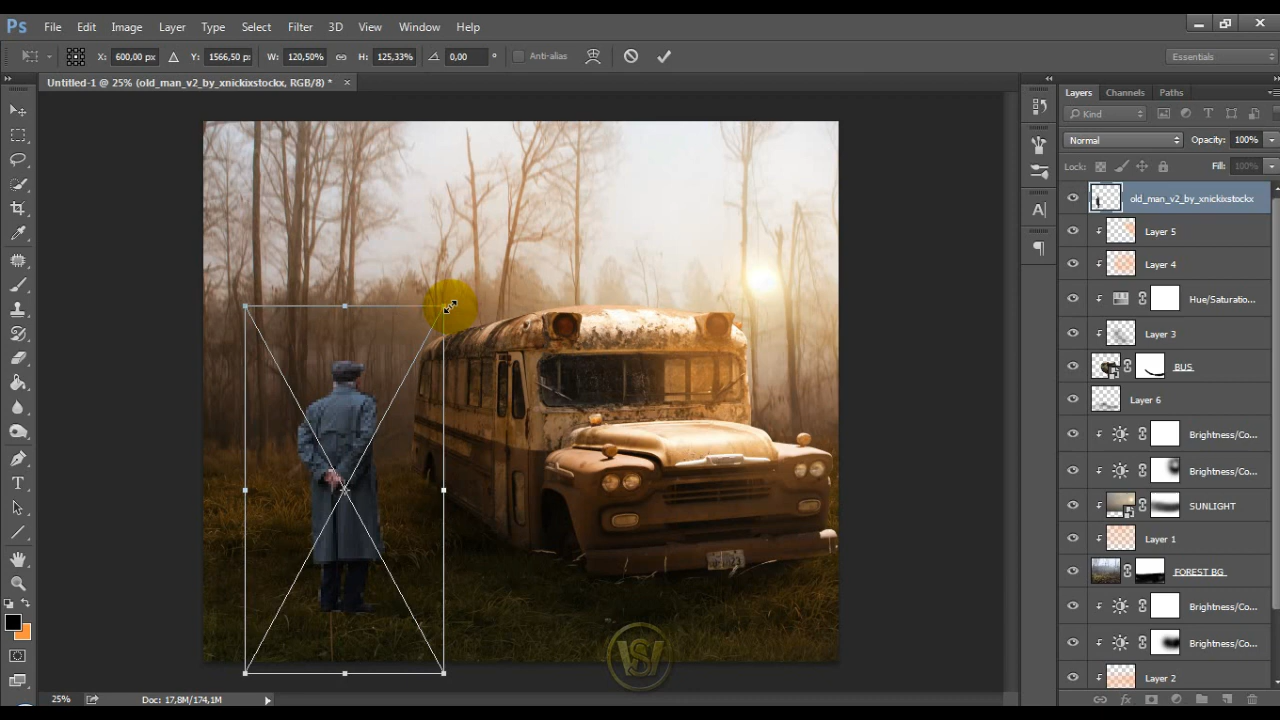 Ps File Edit Image Layer Type Select Filter 3D View Window Help
X: 600,00 px Y: 1566,50 p: W: 120,50% H: 125,33% 0,00 ° Anti-alias Essentials
Untitled-1 @ 25% (old_man_v2_by_xnickixstockx, RGB/8) * ×
Layers Channels Paths
Kind
Normal Opacity: 100%
Lock: Fill: 100%
old_man_v2_by_xnickixstockx
Layer 5
Layer 4
Hue/Saturatio...
Layer 3
BUS
Layer 6
Brightness/Co...
Brightness/Co...
SUNLIGHT
Layer 1
FOREST BG
Brightness/Co...
Brightness/Co...
Layer 2
25% Doc: 17,8M/174,1M